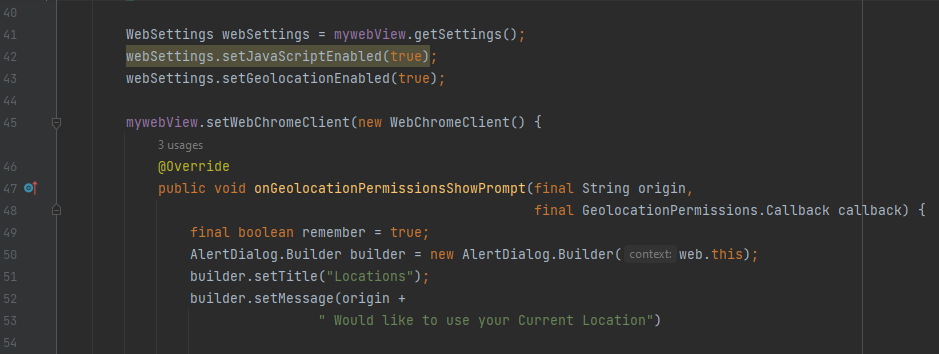 40
41 WebSettings webSettings = mywebView.getSettings();
42 webSettings.setJavaScriptEnabled(true);
43 webSettings.setGeolocationEnabled(true);
44
45 mywebView.setWebChromeClient(new WebChromeClient() {
3 usages
46 @Override
47 public void onGeolocationPermissionsShowPrompt(final String origin,
48 final GeolocationPermissions.Callback callback) {
49 final boolean remember = true;
50 AlertDialog.Builder builder = new AlertDialog.Builder( context: web.this);
51 builder.setTitle("Locations");
52 builder.setMessage(origin +
53 " Would like to use your Current Location")
54